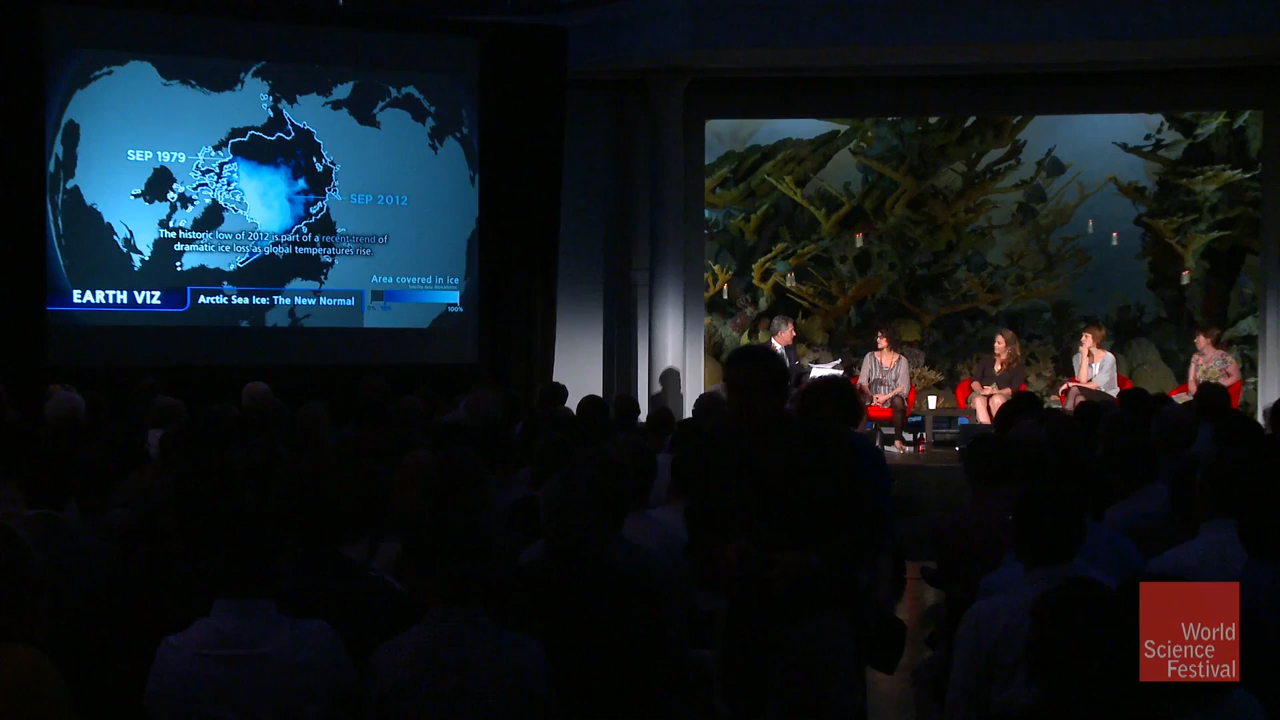 SEP 1979
SEP 2012
The historic low of 2012 is part of a recent trend of
dramatic ice loss as global temperatures rise.
Area covered in ice
0%
100%
EARTH VIZ
Arctic Sea Ice: The New Normal
World
Science
Festival